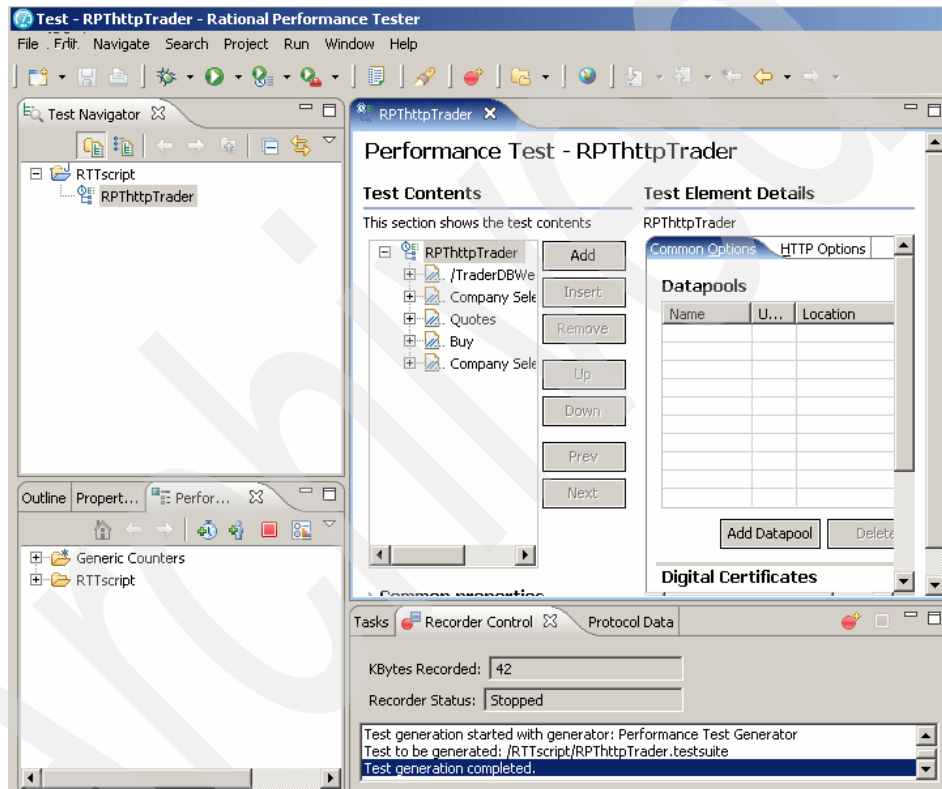 Test - RPThttpTrader - Rational Performance Tester
File Edit Navigate Search Project Run Window Help
Test Navigator
RTTscript
RPThttpTrader
RPThttpTrader
Performance Test - RPThttpTrader
Test Contents
This section shows the test contents
RPThttpTrader
/TraderDBWe
Company Sele
Quotes
Buy
Company Sele
Add
Insert
Remove
Up
Down
Prev
Next
Test Element Details
RPThttpTrader
Common Options HTTP Options
Datapools
Name U... Location
Add Datapool Delete
Digital Certificates
Common properties
Outline Propert... Perfor...
Generic Counters
RTTscript
Tasks Recorder Control Protocol Data
KBytes Recorded: 42
Recorder Status: Stopped
Test generation started with generator: Performance Test Generator
Test to be generated: /RTTscript/RPThttpTrader.testsuite
Test generation completed.